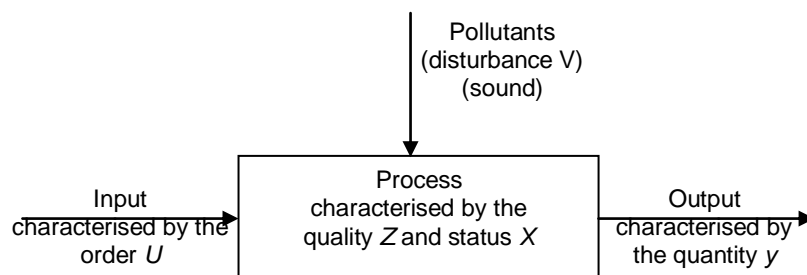 Pollutants
(disturbance V)
(sound)
Input
characterised by the
order U
Process
characterised by the
quality Z and status X
Output
characterised by
the quantity y